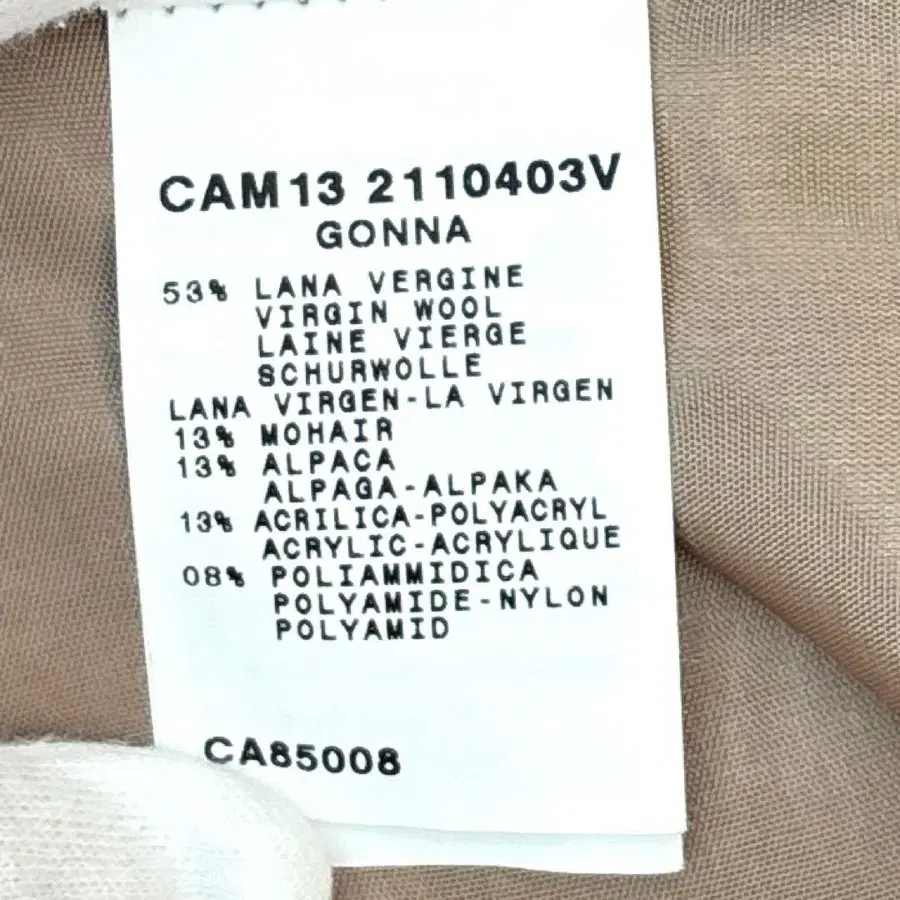 CAM13 2110403V
GONNA
53% LANA VERGINE
VIRGIN WOOL
LAINE VIERGE
SCHURWOLLE
LANA VIRGEN-LA VIRGEN
13% MOHAIR
13% ALPACA
ALPAGA-ALPAKA
13% ACRILICA-POLYACRYL
ACRYLIC-ACRYLIQUE
08% POLIAMMIDICA
POLYAMIDE-NYLON
POLYAMID
CA85008